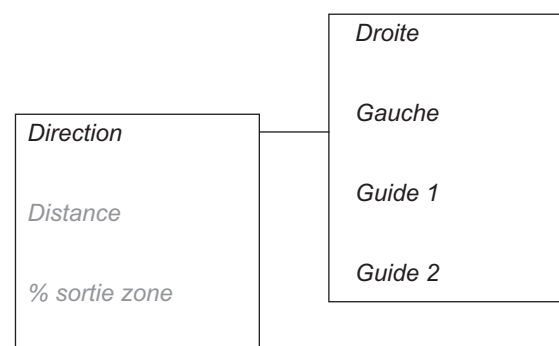 Direction
Distance
% sortie zone
Droite
Gauche
Guide 1
Guide 2